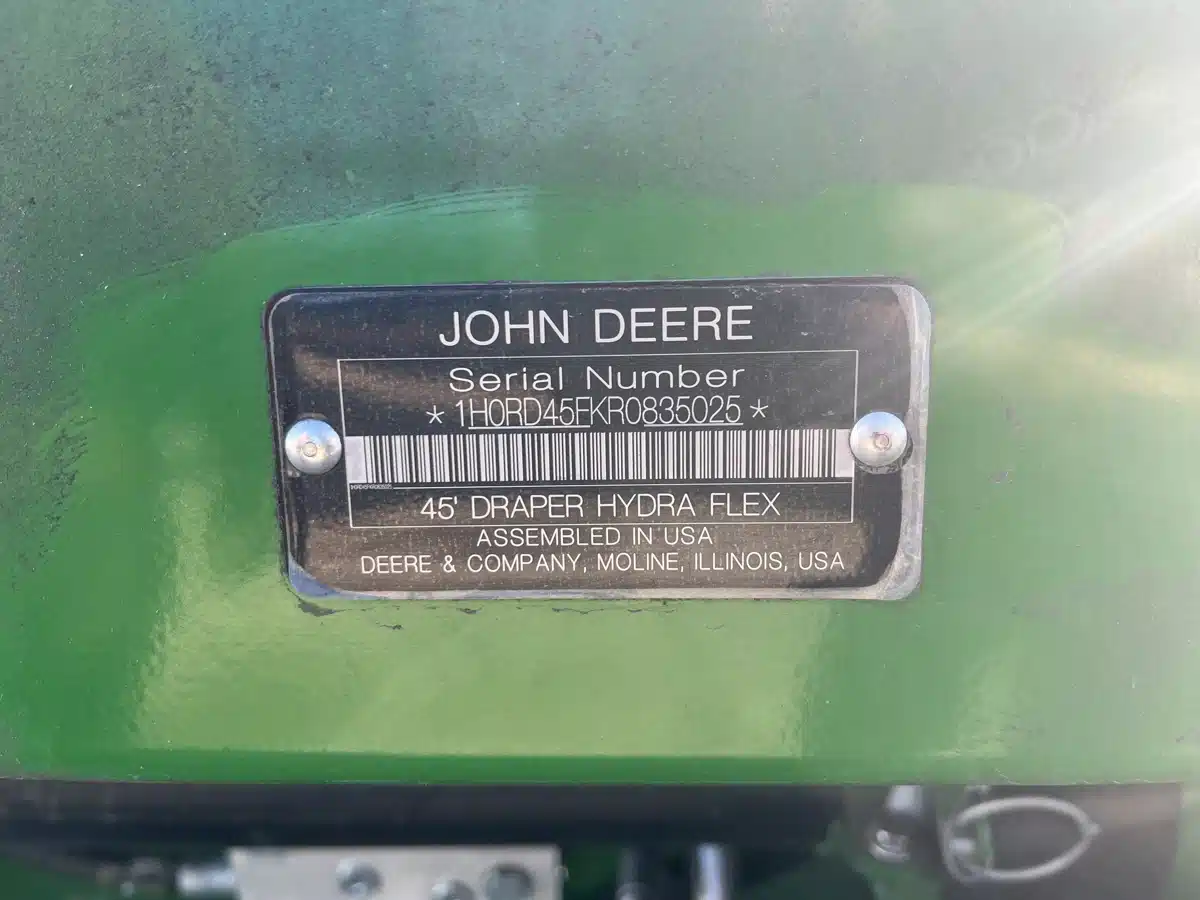 JOHN DEERE
Serial Number
*1H0RD45FKR0835025*
45' DRAPER HYDRA FLEX
ASSEMBLED IN USA
DEERE & COMPANY, MOLINE, ILLINOIS, USA